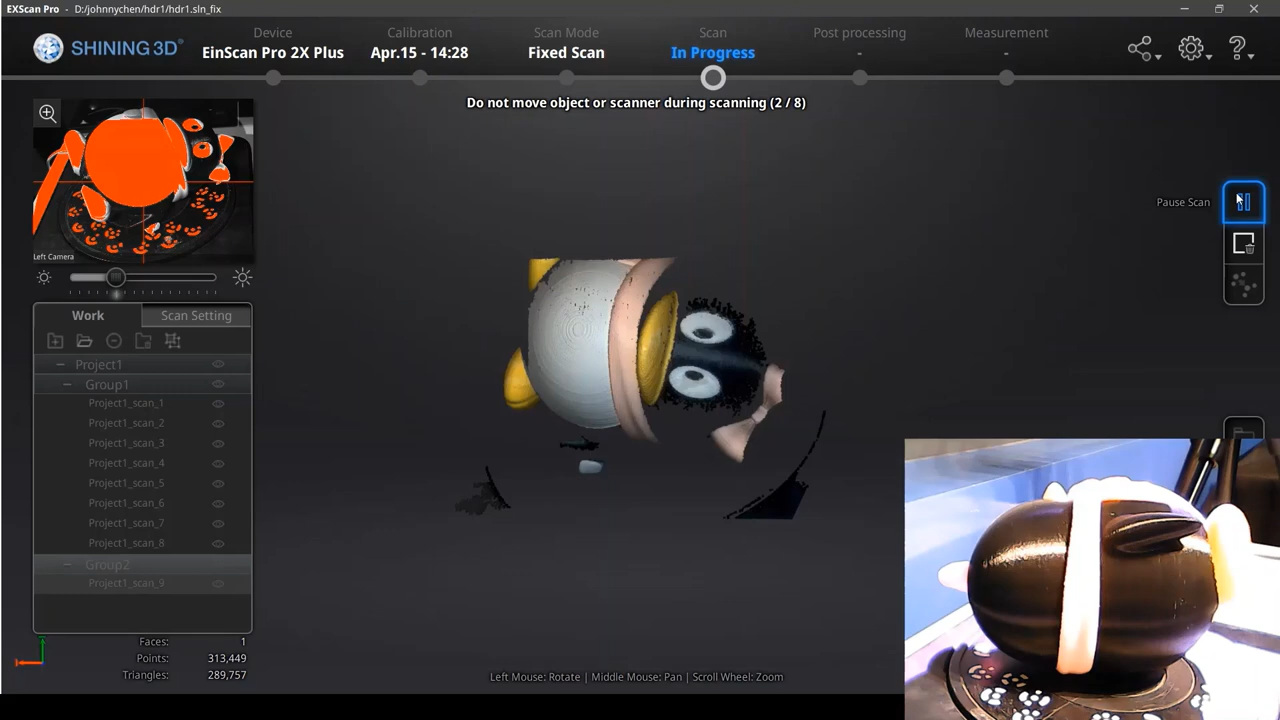 EXScan Pro - D:/johnnychen/hdr1/hdr1.sln_fix
SHINING 3D®
Device
EinScan Pro 2X Plus
Calibration
Apr.15 - 14:28
Scan Mode
Fixed Scan
Scan
In Progress
Post processing
-
Measurement
-
Do not move object or scanner during scanning (2 / 8)
Left Camera
Pause Scan
Work
Scan Setting
Project1
Group1
Project1_scan_1
Project1_scan_2
Project1_scan_3
Project1_scan_4
Project1_scan_5
Project1_scan_6
Project1_scan_7
Project1_scan_8
Group2
Project1_scan_9
Faces: 1
Points: 313,449
Triangles: 289,757
Left Mouse: Rotate | Middle Mouse: Pan | Scroll Wheel: Zoom